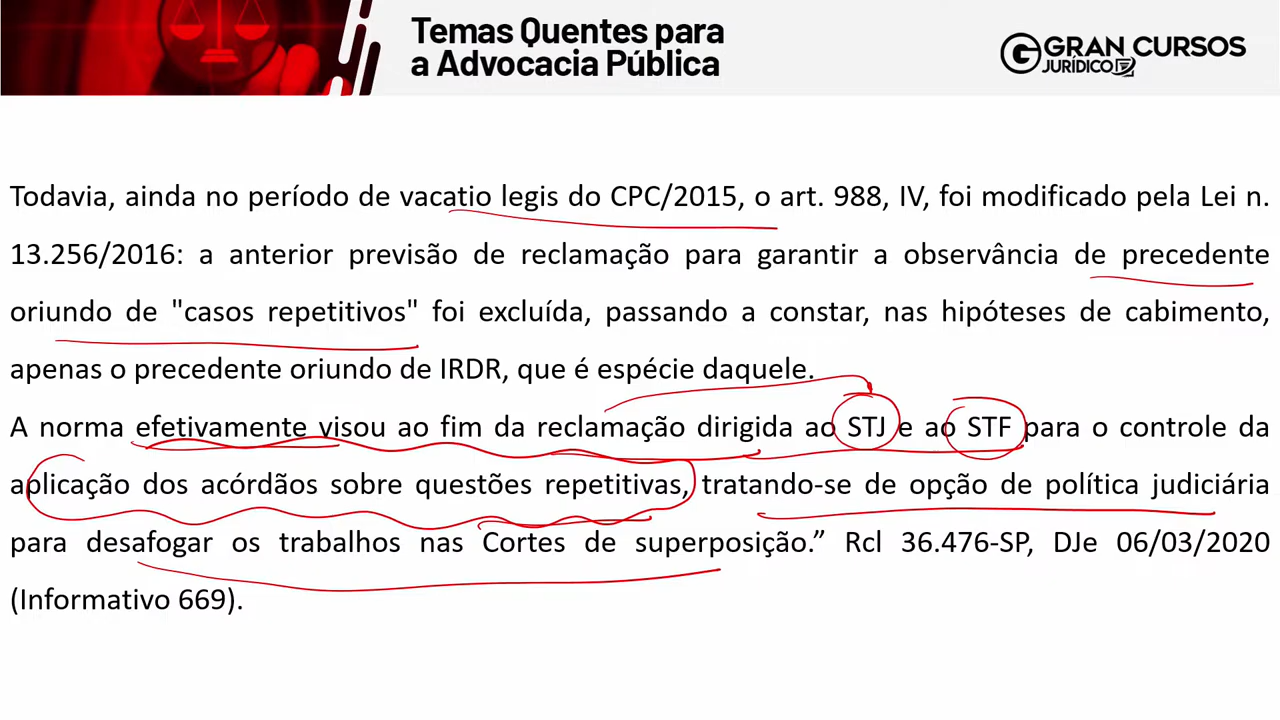 Temas Quentes para
a Advocacia Pública
GRAN CURSOS
JURÍDICO
Todavia, ainda no período de vacatio legis do CPC/2015, o art. 988, IV, foi modificado pela Lei n.
13.256/2016: a anterior previsão de reclamação para garantir a observância de precedente
oriundo de "casos repetitivos" foi excluída, passando a constar, nas hipóteses de cabimento,
apenas o precedente oriundo de IRDR, que é espécie daquele.
A norma efetivamente visou ao fim da reclamação dirigida ao STJ e ao STF para o controle da
aplicação dos acórdãos sobre questões repetitivas, tratando-se de opção de política judiciária
para desafogar os trabalhos nas Cortes de superposição.” Rcl 36.476-SP, DJe 06/03/2020
(Informativo 669).